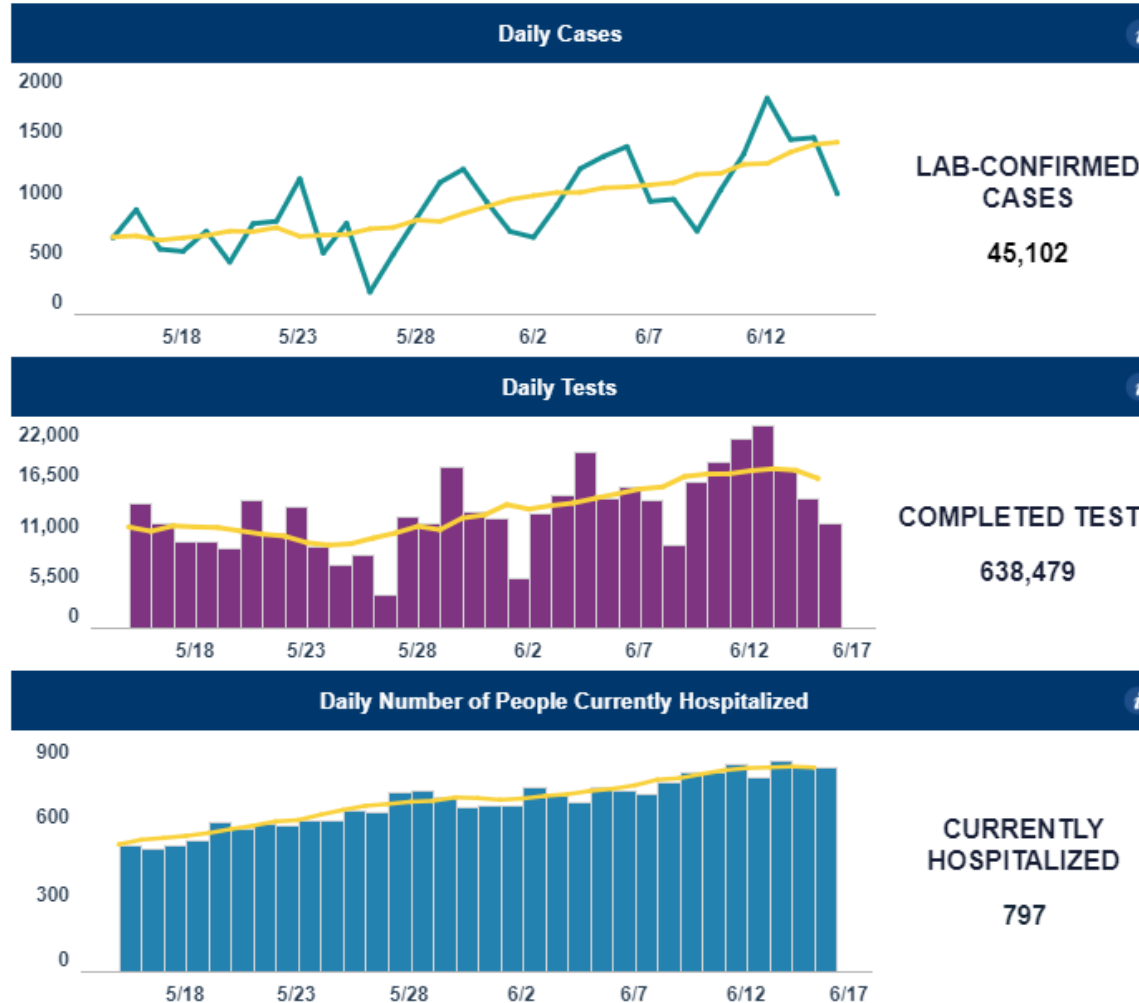 Daily Cases
2000
1500
1000
500
0
5/18 5/23 5/28 6/2 6/7 6/12
LAB-CONFIRMED
CASES
45,102
Daily Tests
22,000
16,500
11,000
5,500
0
5/18 5/23 5/28 6/2 6/7 6/12 6/17
COMPLETED TEST
638,479
Daily Number of People Currently Hospitalized
900
600
300
0
5/18 5/23 5/28 6/2 6/7 6/12 6/17
CURRENTLY
HOSPITALIZED
797